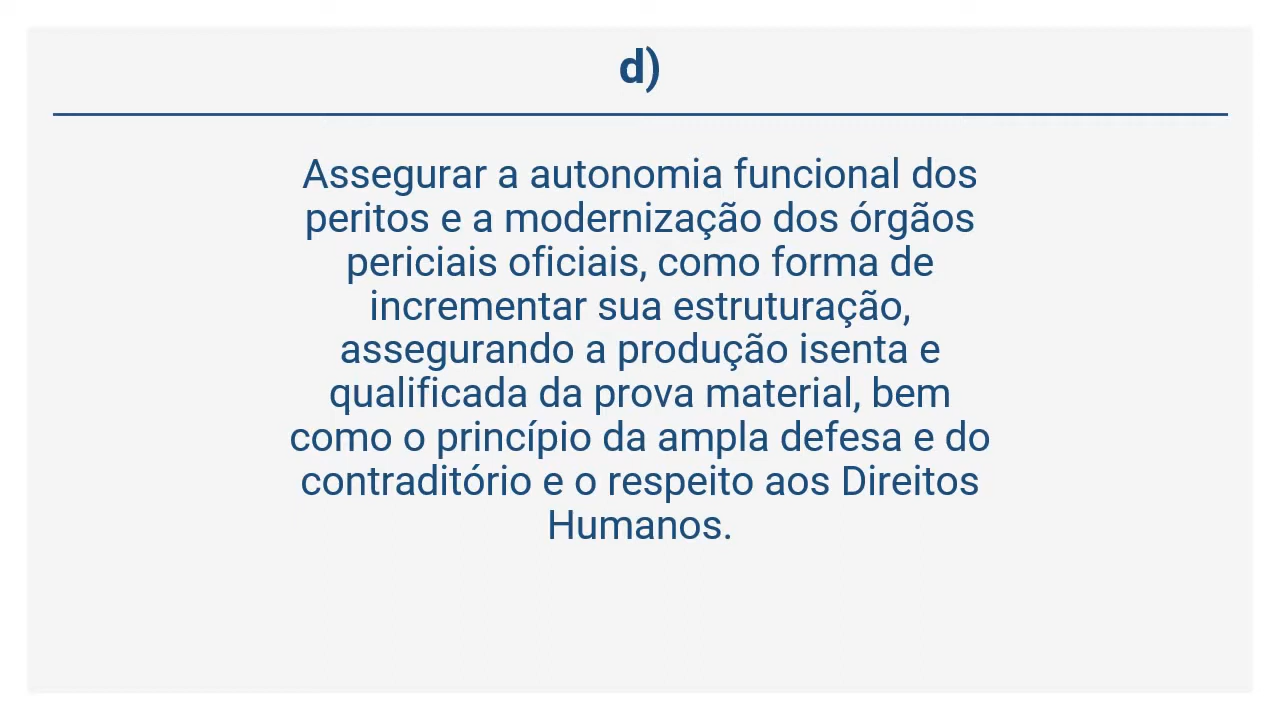 d)
Assegurar a autonomia funcional dos
peritos e a modernização dos órgãos
periciais oficiais, como forma de
incrementar sua estruturação,
assegurando a produção isenta e
qualificada da prova material, bem
como o princípio da ampla defesa e do
contraditório e o respeito aos Direitos
Humanos.